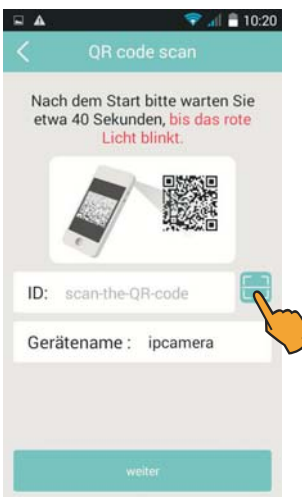 10:20
QR code scan
Nach dem Start bitte warten Sie
etwa 40 Sekunden, bis das rote
Licht blinkt.
ID: scan-the-QR-code
Gerätename : ipcamera
weiter